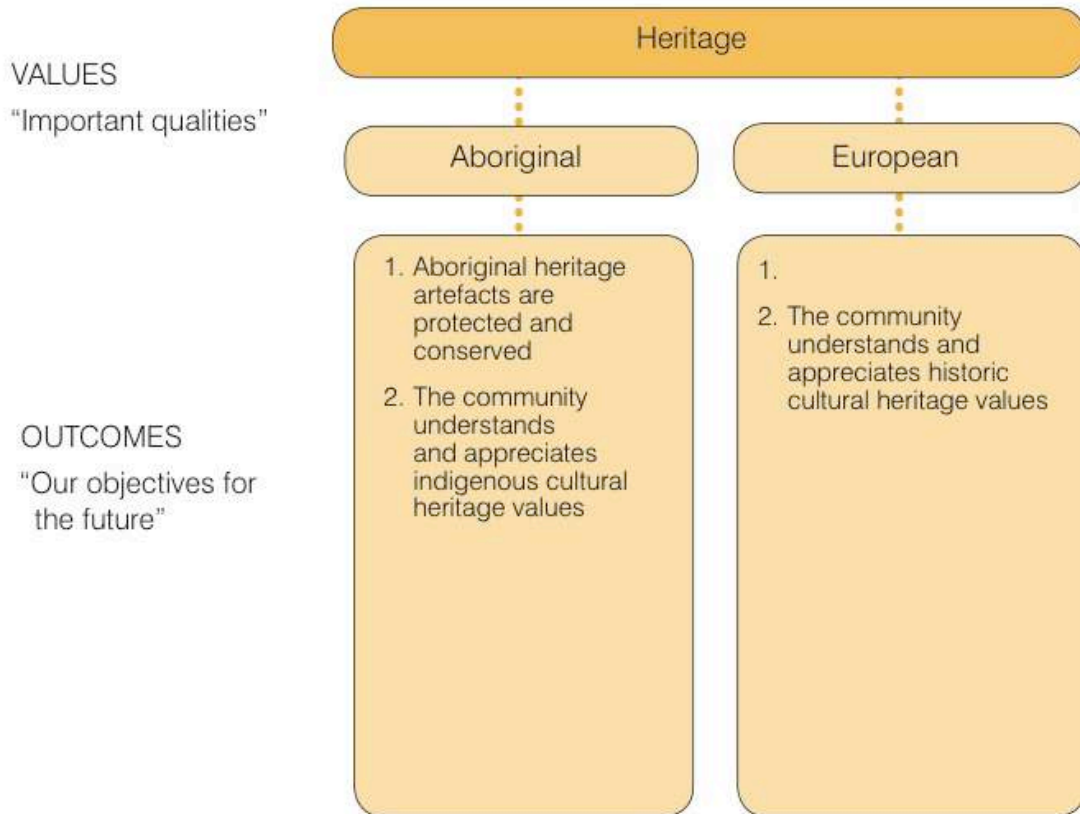 Heritage
VALUES
“Important qualities”
Aboriginal
European
1. Aboriginal heritage
artefacts are
protected and
conserved
2. The community
understands
and appreciates
indigenous cultural
heritage values
1.
2. The community
understands and
appreciates historic
cultural heritage values
OUTCOMES
“Our objectives for
the future”